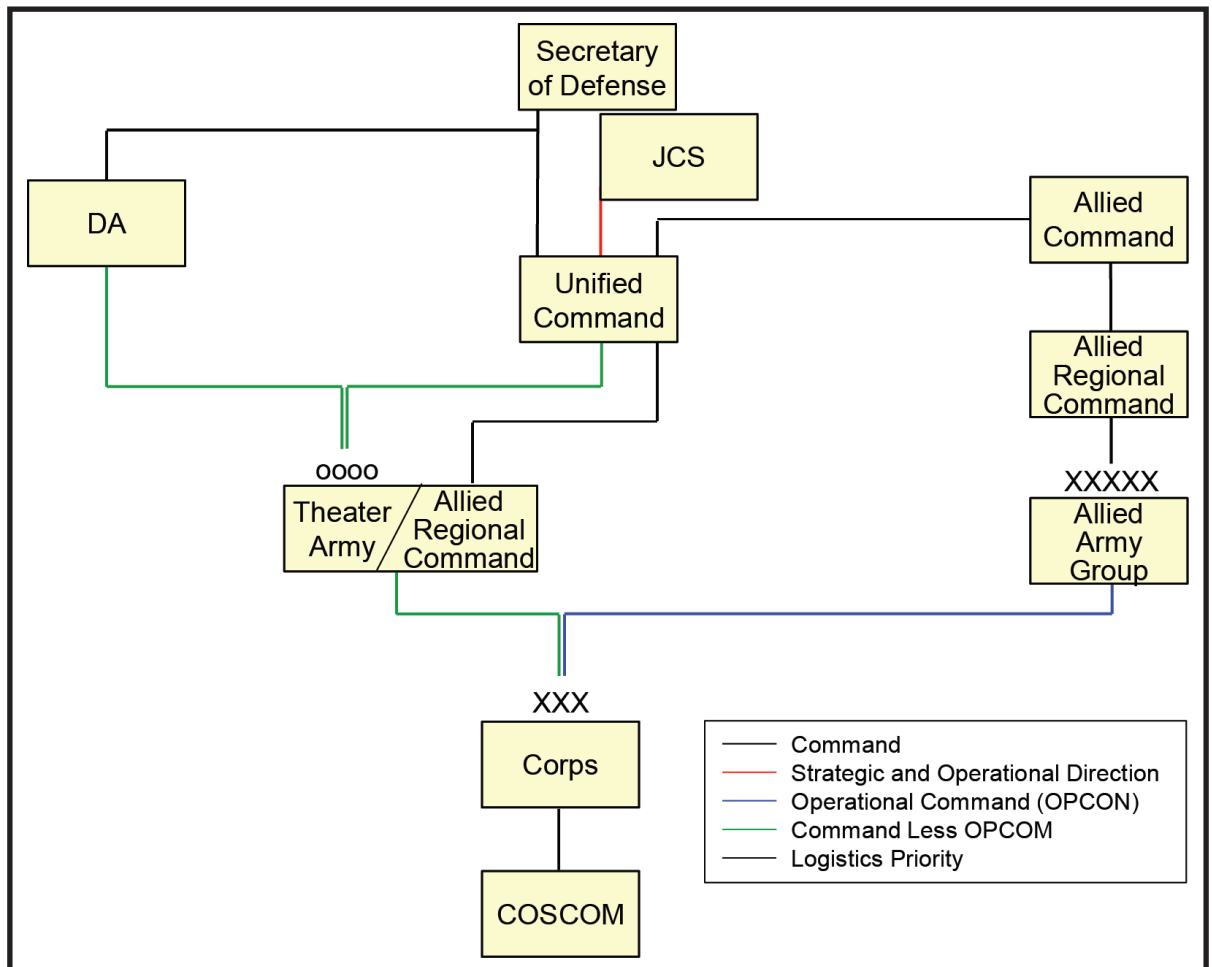 Secretary
of Defense
JCS
DA
Allied
Command
Unified
Command
Allied
Regional
Command
oooo
Theater
Army
Allied
Regional
Command
XXXXX
Allied
Army
Group
XXX
Corps
COSCOM
Command
Strategic and Operational Direction
Operational Command (OPCON)
Command Less OPCOM
Logistics Priority